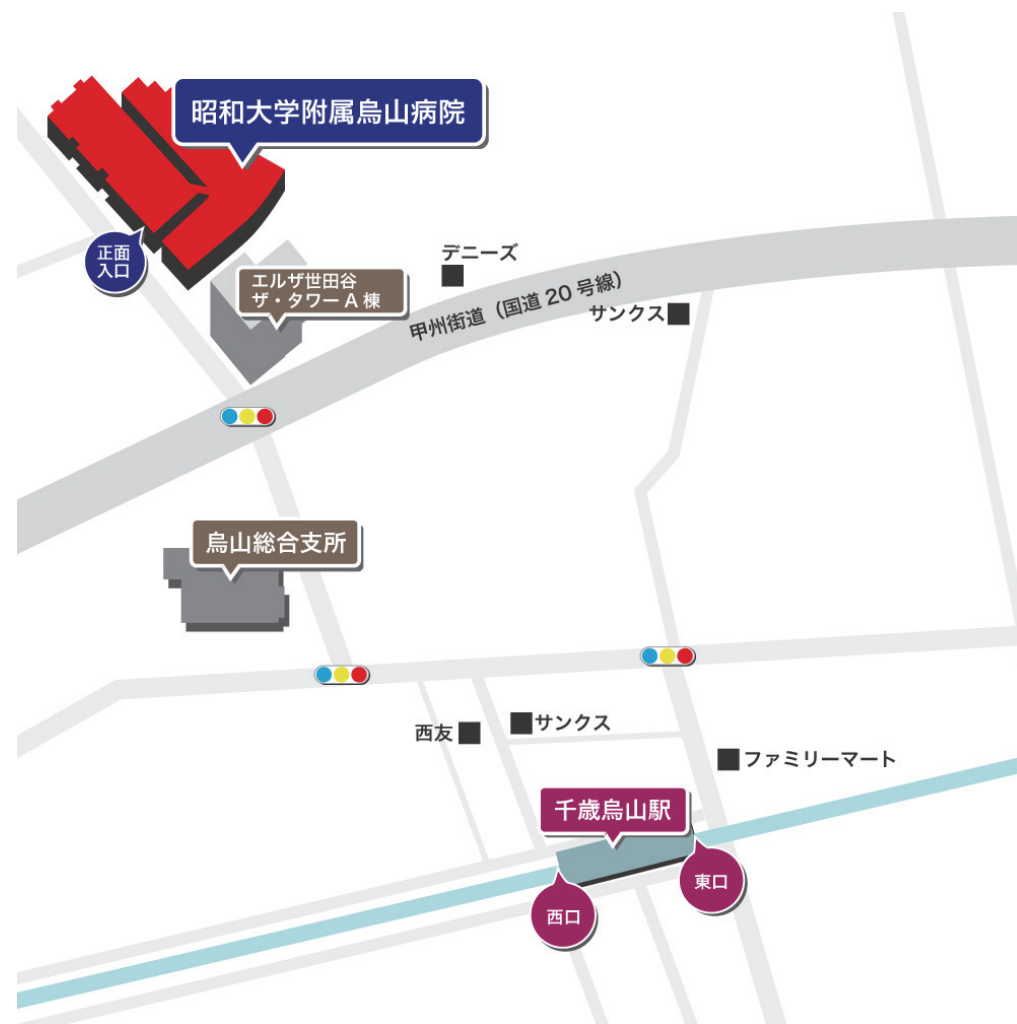 昭和大学附属烏山病院
正面
入口
デニーズ
エルザ世田谷
ザ・タワーA棟
甲州街道（国道20号線）
サンクス
烏山総合支所
西友
サンクス
ファミリーマート
千歳烏山駅
東口
西口